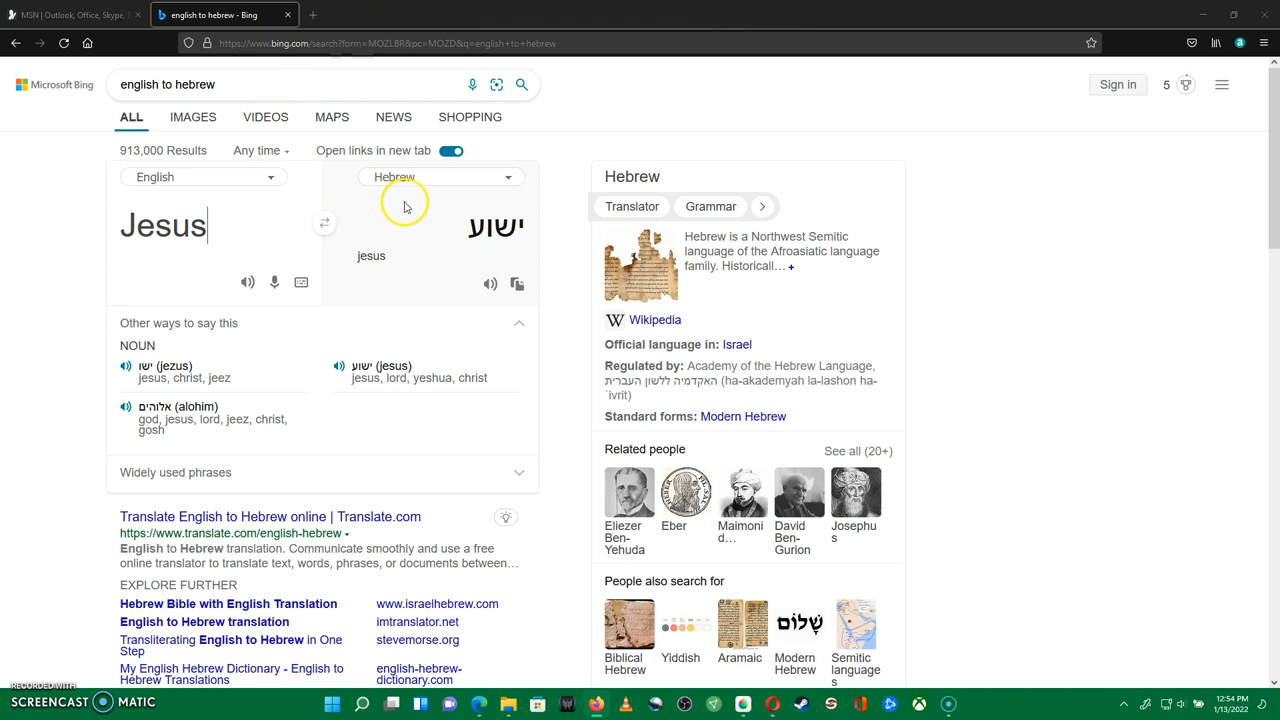 MSN | Outlook, Office, Skype, B
english to hebrew - Bing
https://www.bing.com/search?form=MOZLBR&pc=MOZD&q=english+to+hebrew
Microsoft Bing
english to hebrew
Sign in
5
ALL
IMAGES
VIDEOS
MAPS
NEWS
SHOPPING
913,000 Results
Any time
Open links in new tab
English
Hebrew
Jesus
ישוע
jesus
Other ways to say this
NOUN
ישו (jezus)
jesus, christ, jeez
ישוע (jesus)
jesus, lord, yeshua, christ
אלוהים (alohim)
god, jesus, lord, jeez, christ,
gosh
Widely used phrases
Translate English to Hebrew online | Translate.com
https://www.translate.com/english-hebrew
English to Hebrew translation. Communicate smoothly and use a free
online translator to translate text, words, phrases, or documents between…
EXPLORE FURTHER
Hebrew Bible with English Translation
www.israelhebrew.com
English to Hebrew translation
imtranslator.net
Transliterating English to Hebrew in One
Step
stevemorse.org
My English Hebrew Dictionary - English to
Hebrew Translations
english-hebrew-
dictionary.com
Hebrew
Translator
Grammar
Hebrew is a Northwest Semitic
language of the Afroasiatic language
family. Historicall… +
Wikipedia
Official language in: Israel
Regulated by: Academy of the Hebrew Language,
האקדמיה ללשון העברית (ha-akademyah la-lashon ha-
ʿivrit)
Standard forms: Modern Hebrew
Related people
See all (20+)
Eliezer
Ben-
Yehuda
Eber
Maimoni
d…
David
Ben-
Gurion
Josephu
s
People also search for
שָׁלוֹם
Biblical
Hebrew
Yiddish
Aramaic
Modern
Hebrew
Semitic
language
s
RECORDED WITH
SCREENCAST MATIC
12:54 PM
1/13/2022